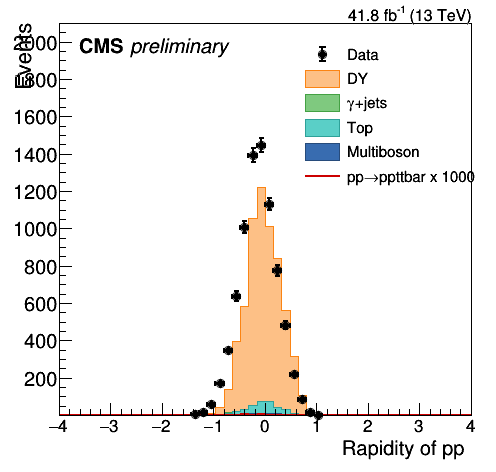 41.8 fb⁻¹ (13 TeV)
Events
CMS preliminary
Data
DY
γ+jets
Top
Multiboson
pp→ppttbar x 1000
1800
1600
1400
1200
1000
800
600
400
200
−4 −3 −2 −1 0 1 2 3 4
Rapidity of pp